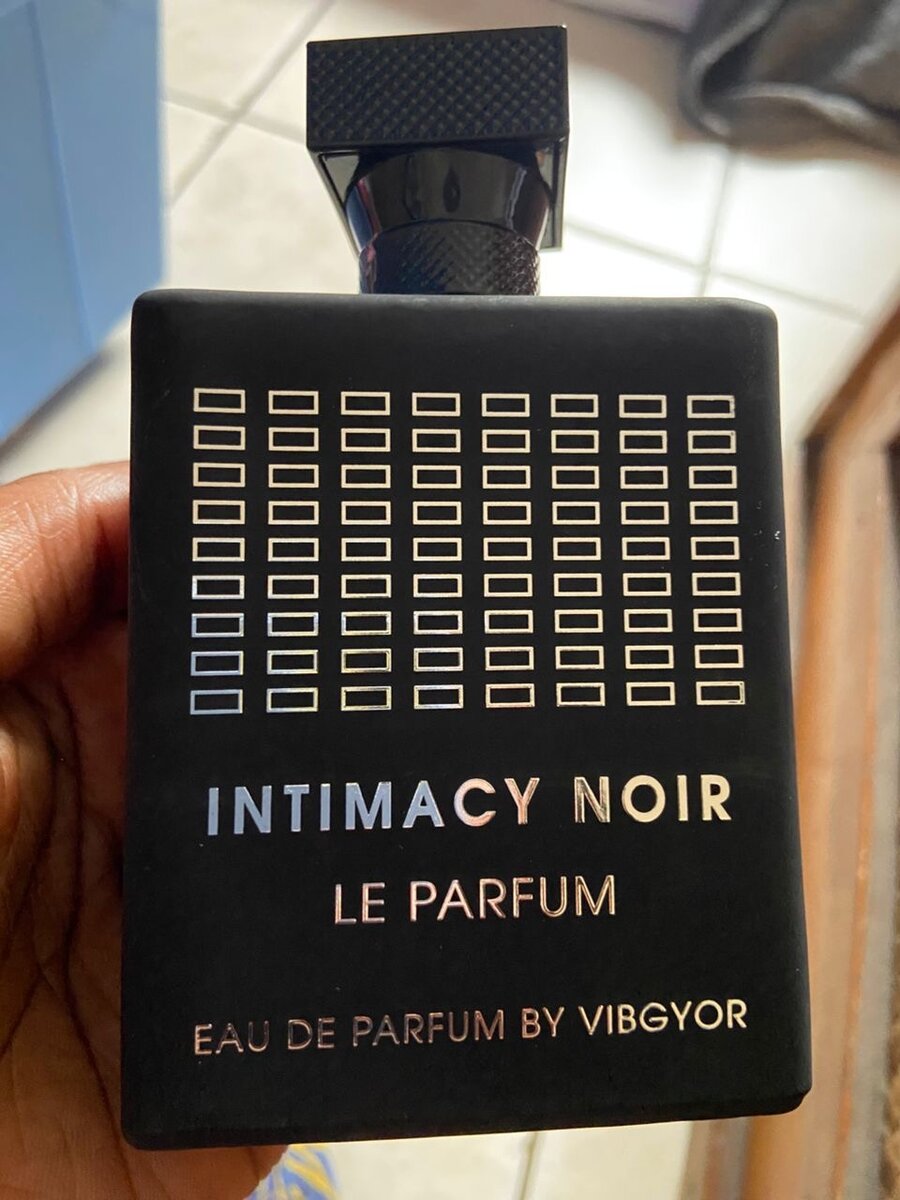 INTIMACY NOIR
LE PARFUM
EAU DE PARFUM BY VIBGYOR